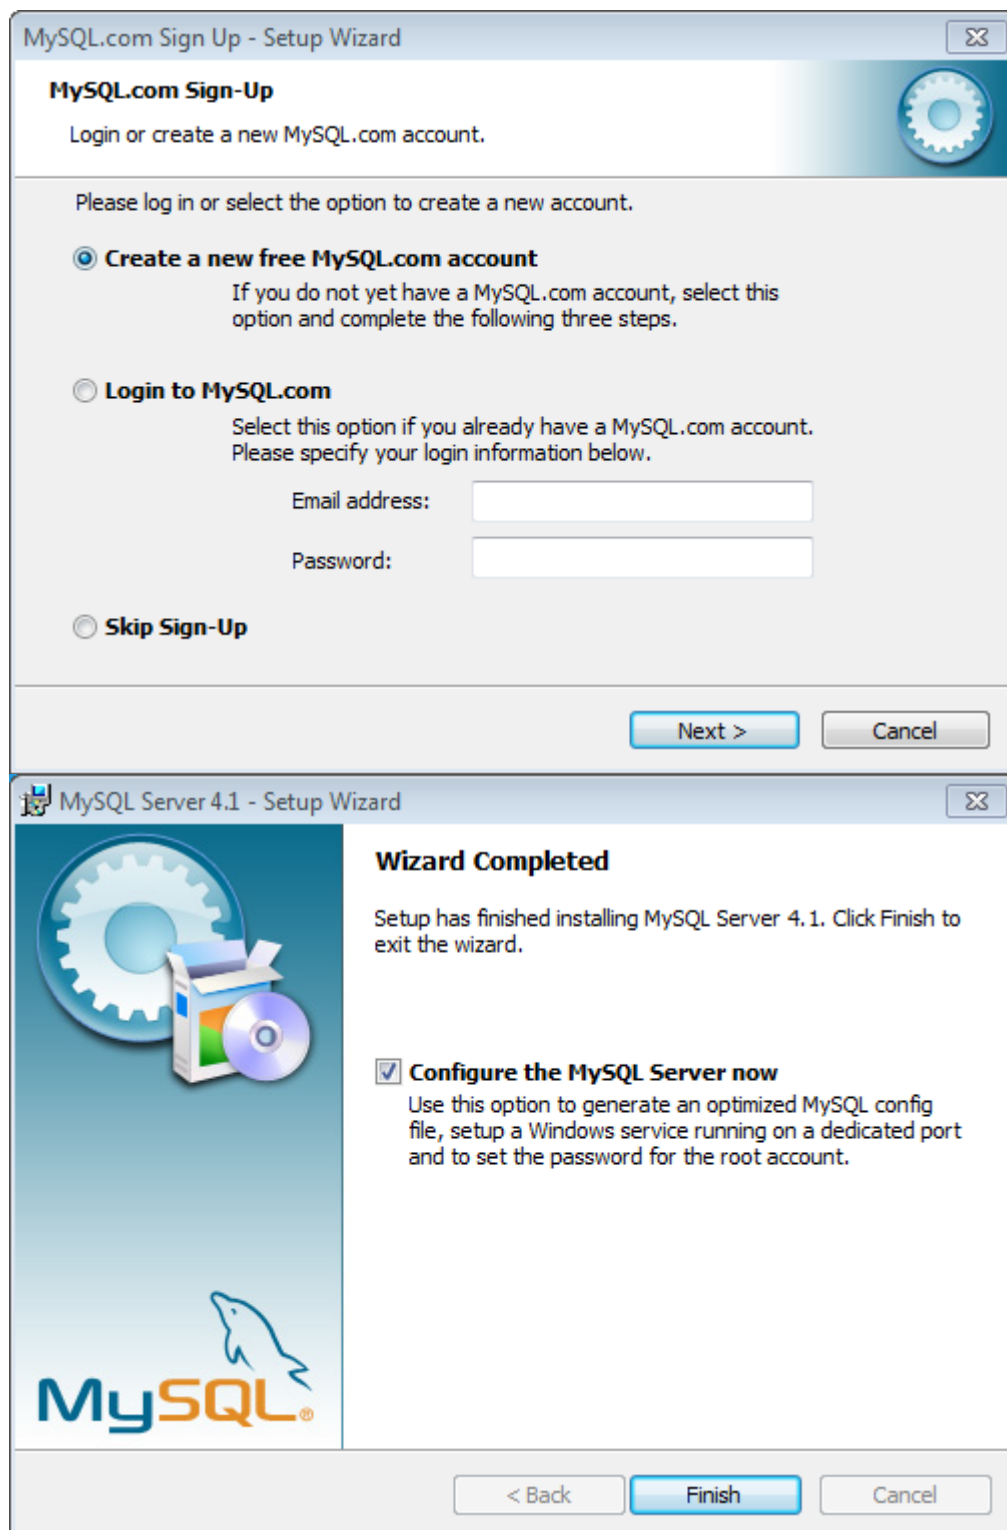 MySQL.com Sign Up - Setup Wizard
MySQL.com Sign-Up
Login or create a new MySQL.com account.
Please log in or select the option to create a new account.
Create a new free MySQL.com account
If you do not yet have a MySQL.com account, select this
option and complete the following three steps.
Login to MySQL.com
Select this option if you already have a MySQL.com account.
Please specify your login information below.
Email address:
Password:
Skip Sign-Up
Next >
Cancel
MySQL Server 4.1 - Setup Wizard
Wizard Completed
Setup has finished installing MySQL Server 4.1. Click Finish to
exit the wizard.
Configure the MySQL Server now
Use this option to generate an optimized MySQL config
file, setup a Windows service running on a dedicated port
and to set the password for the root account.
MySQL®
< Back
Finish
Cancel